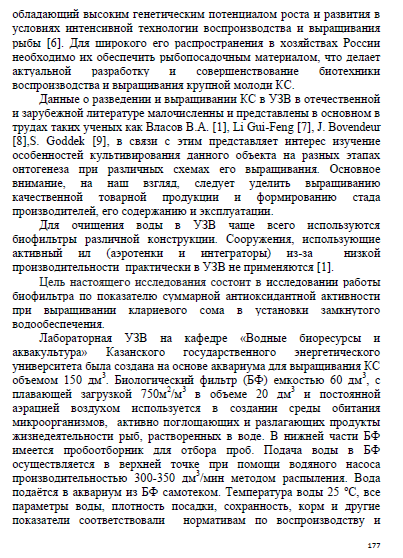 обладающий высоким генетическим потенциалом роста и развития в
условиях интенсивной технологии воспроизводства и выращивания
рыбы [6]. Для широкого его распространения в хозяйствах России
необходимо их обеспечить рыбопосадочным материалом, что делает
актуальной разработку и совершенствование биотехники
воспроизводства и выращивания крупной молоди КС.
Данные о разведении и выращивании КС в УЗВ в отечественной
и зарубежной литературе малочисленны и представлены в основном в
трудах таких ученых как Власов В.А. [1], Li Gui-Feng [7], J. Bovendeur
[8],S. Goddek [9], в связи с этим представляет интерес изучение
особенностей культивирования данного объекта на разных этапах
онтогенеза при различных схемах его выращивания. Основное
внимание, на наш взгляд, следует уделить выращиванию
качественной товарной продукции и формированию стада
производителей, его содержанию и эксплуатации.
Для очищения воды в УЗВ чаще всего используются
биофильтры различной конструкции. Сооружения, использующие
активный ил (аэротенки и интеграторы) из-за низкой
производительности практически в УЗВ не применяются [1].
Цель настоящего исследования состоит в исследовании работы
биофильтра по показателю суммарной антиоксидантной активности
при выращивании клариевого сома в установки замкнутого
водообеспечения.
Лабораторная УЗВ на кафедре «Водные биоресурсы и
аквакультура» Казанского государственного энергетического
университета была создана на основе аквариума для выращивания КС
объемом 150 дм³. Биологический фильтр (БФ) емкостью 60 дм³, с
плавающей загрузкой 750м²/м³ в объеме 20 дм³ и постоянной
аэрацией воздухом используется в создании среды обитания
микроорганизмов, активно поглощающих и разлагающих продукты
жизнедеятельности рыб, растворенных в воде. В нижней части БФ
имеется пробоотборник для отбора проб. Подача воды в БФ
осуществляется в верхней точке при помощи водяного насоса
производительностью 300-350 дм³/мин методом распыления. Вода
подаётся в аквариум из БФ самотеком. Температура воды 25 °С, все
параметры воды, плотность посадки, сохранность, корм и другие
показатели соответствовали нормативам по воспроизводству и
177